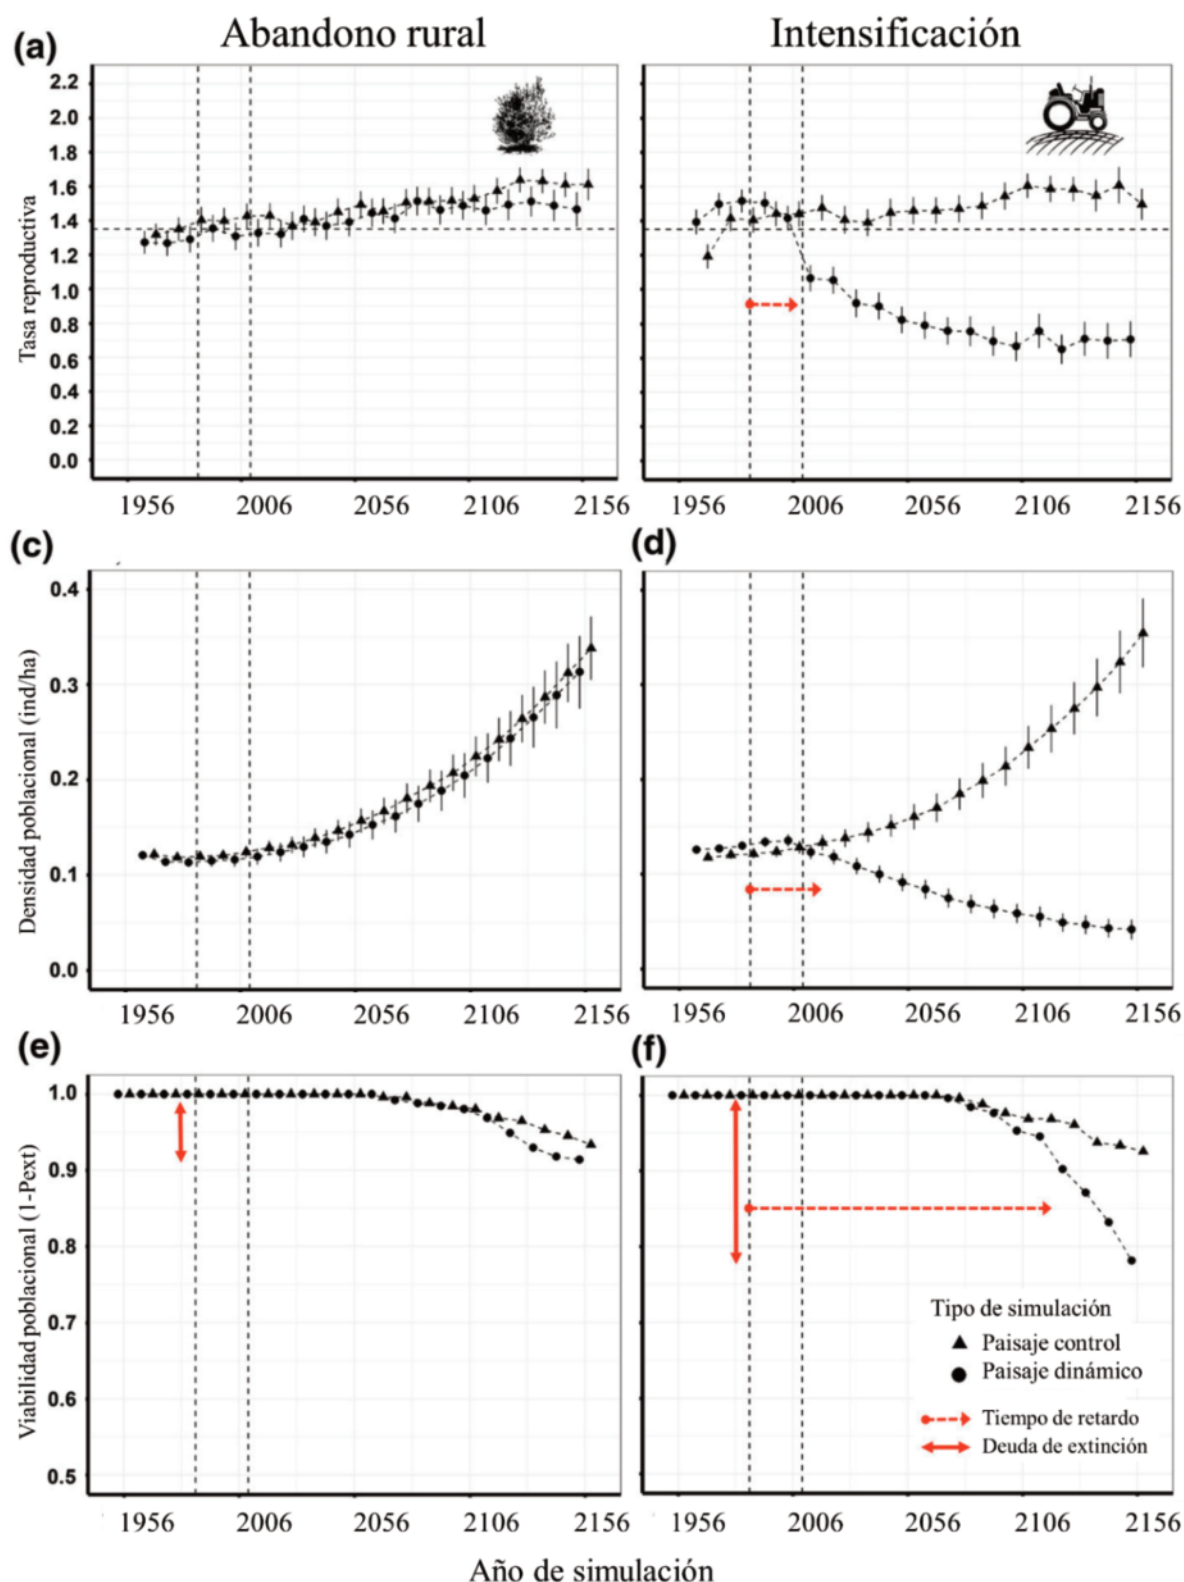 Abandono rural
Intensificación
(a)
Tasa reproductiva
2.2
2.0
1.8
1.6
1.4
1.2
1.0
0.8
0.6
0.4
0.2
0.0
1956 2006 2056 2106 2156
1956 2006 2056 2106 2156
(c)
(d)
Densidad poblacional (ind/ha)
0.4
0.3
0.2
0.1
0.0
1956 2006 2056 2106 2156
1956 2006 2056 2106 2156
(e)
(f)
Viabilidad poblacional (1-Pext)
1.0
0.9
0.8
0.7
0.6
0.5
Tipo de simulación
Paisaje control
Paisaje dinámico
Tiempo de retardo
Deuda de extinción
1956 2006 2056 2106 2156
1956 2006 2056 2106 2156
Año de simulación